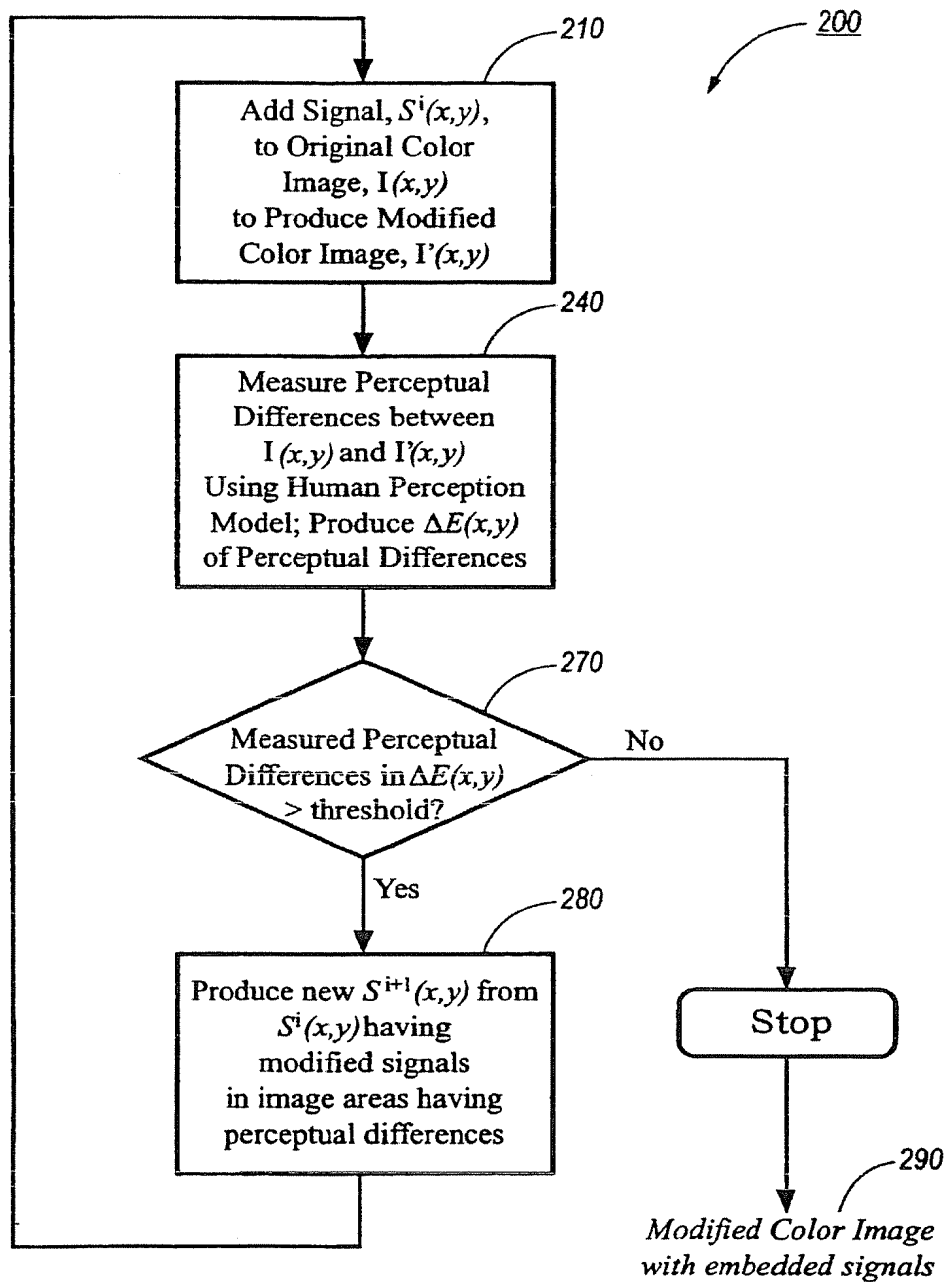 210
200
Add Signal, Sⁱ(x,y),
to Original Color
Image, I(x,y)
to Produce Modified
Color Image, I'(x,y)
240
Measure Perceptual
Differences between
I(x,y) and I'(x,y)
Using Human Perception
Model; Produce ΔE(x,y)
of Perceptual Differences
270
Measured Perceptual
Differences in ΔE(x,y)
> threshold?
No
Yes
280
Produce new Sⁱ⁺¹(x,y) from
Sⁱ(x,y) having
modified signals
in image areas having
perceptual differences
Stop
290
Modified Color Image
with embedded signals